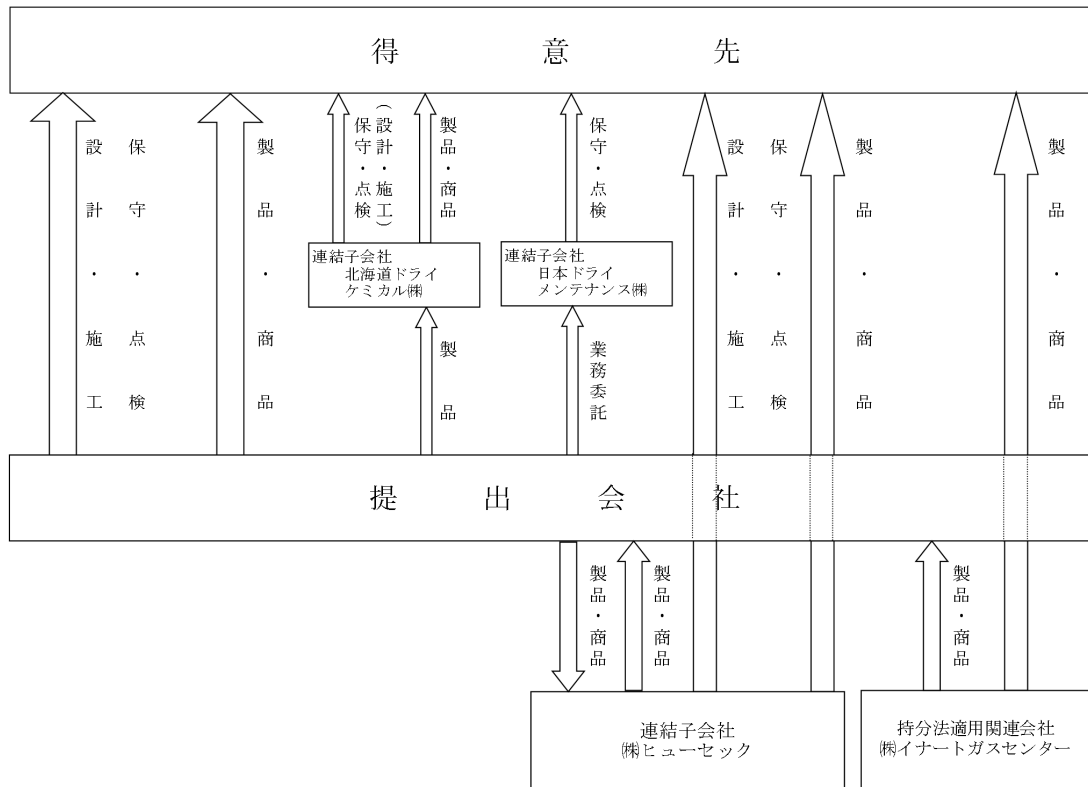 得意先
設計・施工
保守・点検
製品・商品
保守・点検
（設計・施工）
製品・商品
保守・点検
設計・施工
保守・点検
製品・商品
製品・商品
連結子会社
北海道ドライ
ケミカル㈱
連結子会社
日本ドライ
メンテナンス㈱
製品
業務委託
提出会社
製品・商品
製品・商品
製品・商品
連結子会社
㈱ヒューセック
持分法適用関連会社
㈱イナートガスセンター